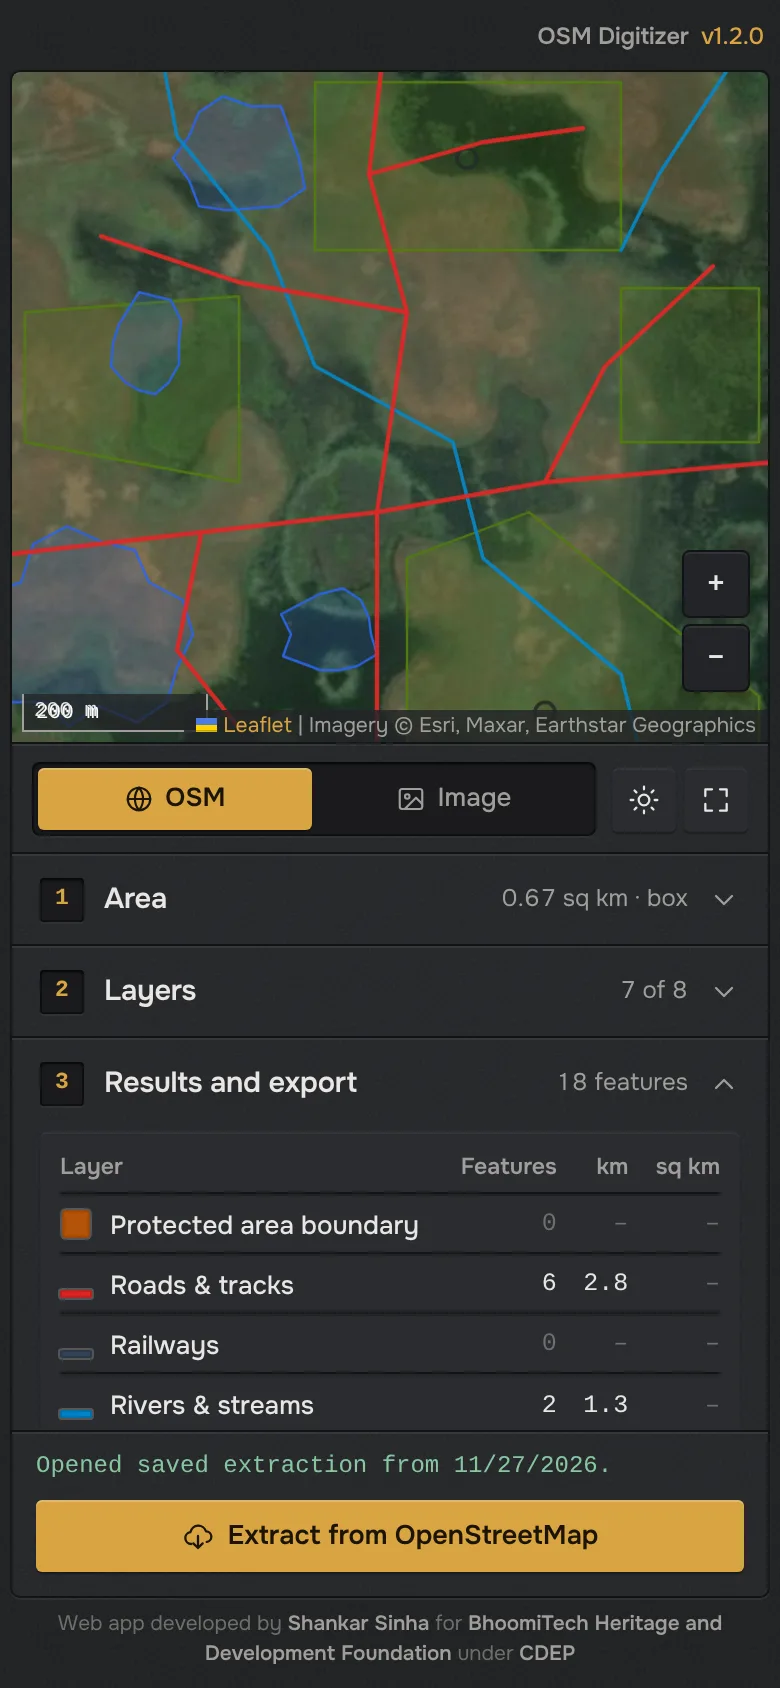 OSM Digitizer v1.2.0
+
−
200 m
Leaflet | Imagery © Esri, Maxar, Earthstar Geographics
OSM
Image
1 Area 0.67 sq km · box
2 Layers 7 of 8
3 Results and export 18 features
Layer Features km sq km
Protected area boundary 0 – –
Roads & tracks 6 2.8 –
Railways 0 – –
Rivers & streams 2 1.3 –
Opened saved extraction from 11/27/2026.
Extract from OpenStreetMap
Web app developed by Shankar Sinha for BhoomiTech Heritage and
Development Foundation under CDEP